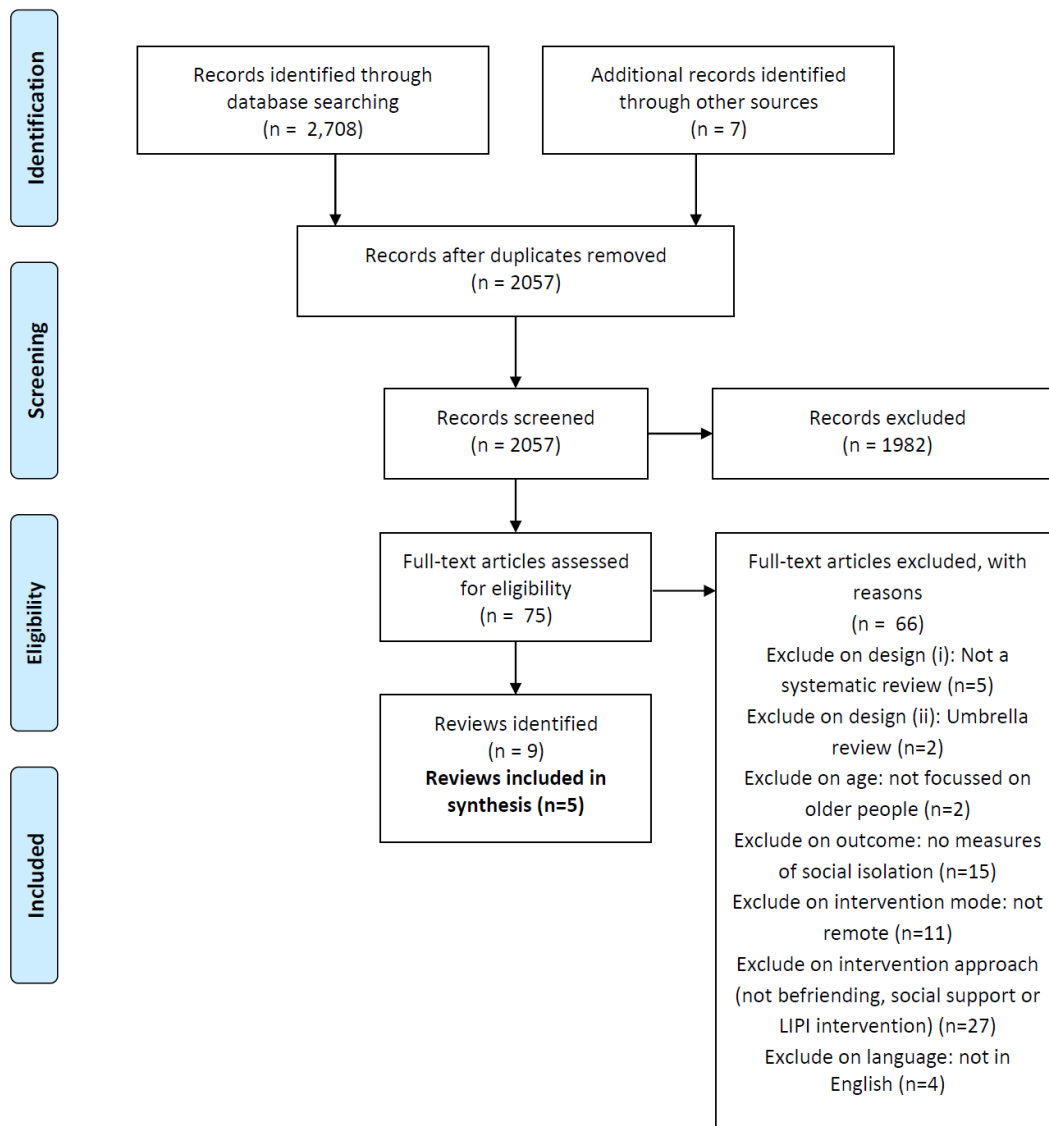 Identification
Records identified through
database searching
(n =  2,708)
Additional records identified
through other sources
(n = 7)
Records after duplicates removed
(n = 2057)
Screening
Records screened
(n = 2057)
Records excluded
(n = 1982)
Eligibility
Full-text articles assessed
for eligibility
(n =  75)
Full-text articles excluded, with
reasons
(n =  66)
Exclude on design (i): Not a
systematic review (n=5)
Exclude on design (ii): Umbrella
review (n=2)
Exclude on age: not focussed on
older people (n=2)
Exclude on outcome: no measures
of social isolation (n=15)
Exclude on intervention mode: not
remote (n=11)
Exclude on intervention approach
(not befriending, social support or
LIPI intervention) (n=27)
Exclude on language: not in
English (n=4)
Included
Reviews identified
(n = 9)
Reviews included in
synthesis (n=5)